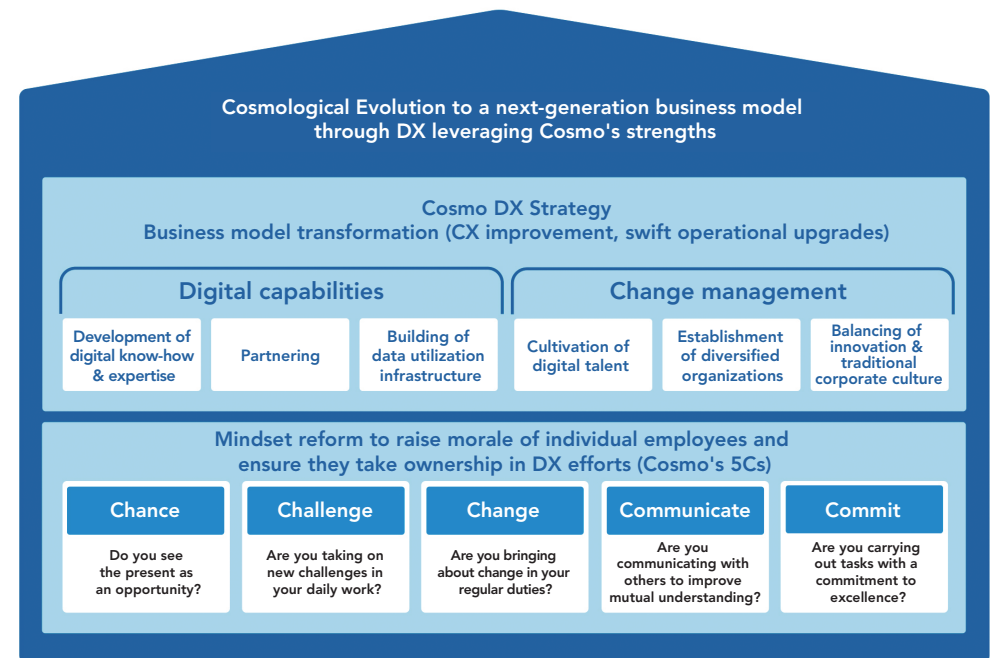 Cosmological Evolution to a next-generation business model
through DX leveraging Cosmo's strengths
Cosmo DX Strategy
Business model transformation (CX improvement, swift operational upgrades)
Digital capabilities
Development of
digital know-how
& expertise
Partnering
Building of
data utilization
infrastructure
Change management
Cultivation of
digital talent
Establishment
of diversified
organizations
Balancing of
innovation &
traditional
corporate culture
Mindset reform to raise morale of individual employees and
ensure they take ownership in DX efforts (Cosmo's 5Cs)
Chance
Do you see
the present as
an opportunity?
Challenge
Are you taking on
new challenges in
your daily work?
Change
Are you bringing
about change in your
regular duties?
Communicate
Are you
communicating with
others to improve
mutual understanding?
Commit
Are you carrying
out tasks with a
commitment to
excellence?